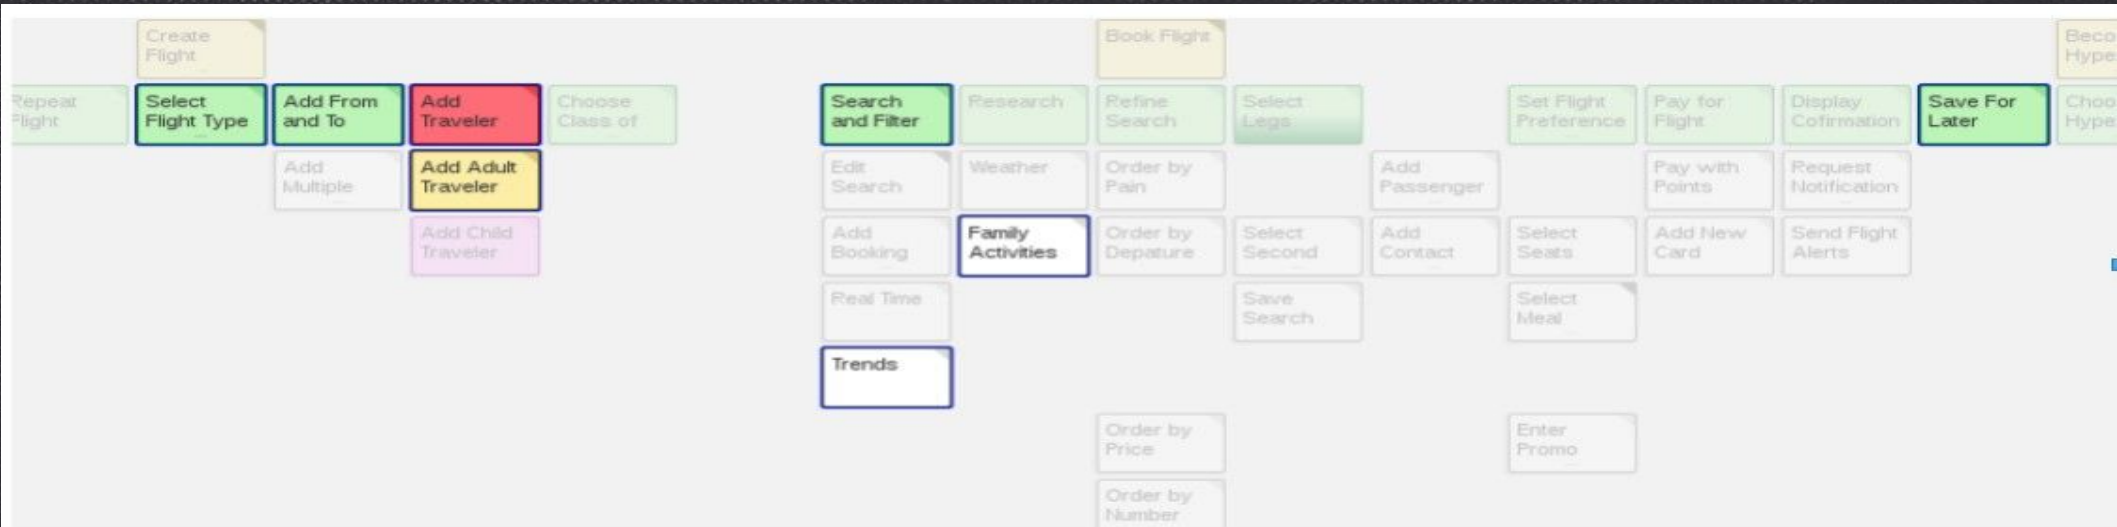 Create
Flight
Book Flight
Beco
Hype
Repeat
Flight
Select
Flight Type
Add From
and To
Add
Traveler
Choose
Class of
Search
and Filter
Research
Refine
Search
Select
Legs
Set Flight
Preference
Pay for
Flight
Display
Cofirmation
Save For
Later
Choo
Hype
Add
Multiple
Add Adult
Traveler
Edit
Search
Weather
Order by
Pain
Add
Passenger
Pay with
Points
Request
Notification
Add Child
Traveler
Add
Booking
Family
Activities
Order by
Depature
Select
Second
Add
Contact
Select
Seats
Add New
Card
Send Flight
Alerts
Real Time
Save
Search
Select
Meal
Trends
Order by
Price
Enter
Promo
Order by
Number